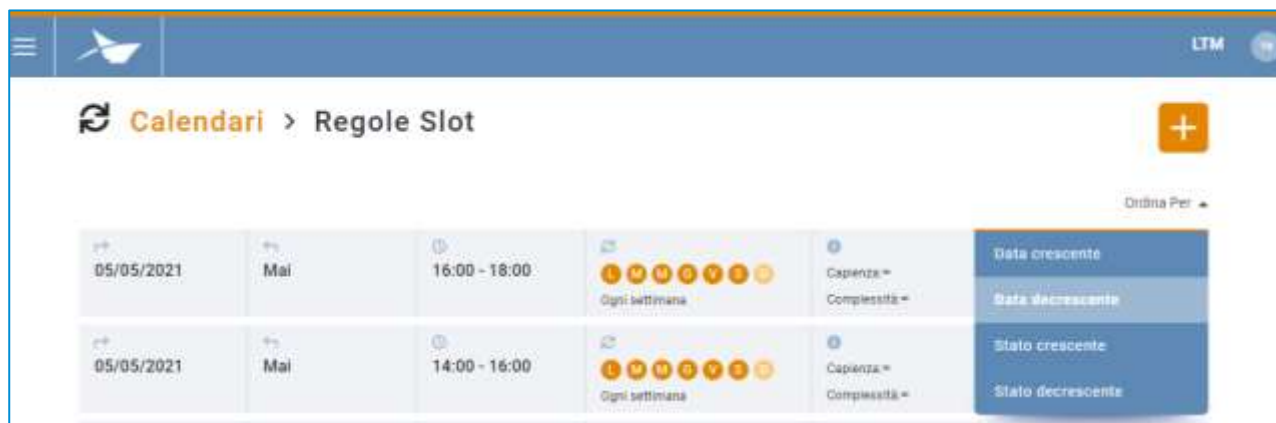 LTM
Calendari > Regole Slot
Ordina Per
05/05/2021
Mai
16:00 - 18:00
L M M G V S D
Ogni settimana
Capienza ∞
Complessità ∞
Data crescente
Data decrescente
05/05/2021
Mai
14:00 - 16:00
L M M G V S D
Ogni settimana
Capienza ∞
Complessità ∞
Stato crescente
Stato decrescente